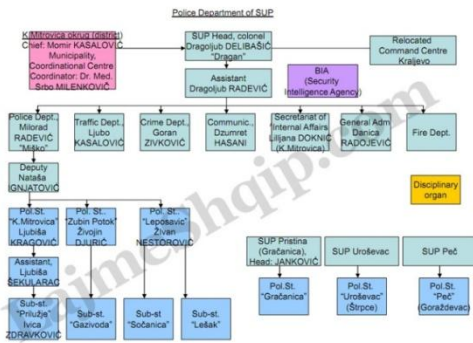 Police Department of SUP
K.Mitrovica okrug (district)
Chief: Momir KASALOVIĆ
Municipality,
Coordinational Centre
Coordinator: Dr. Med.
Srbo MILENKOVIĆ
SUP Head, colonel
Dragoljub DELIBAŠIĆ
"Dragan"
Relocated
Command Centre
Kraljevo
Assistant
Dragoljub RADEVIĆ
BIA
(Security
Intelligence Agency)
Police Dept.,
Milorad
RADEVIĆ
"Miško"
Traffic Dept.,
Ljubo
KASALOVIĆ
Crime Dept.,
Goran
ZIVKOVIĆ
Communic.,
Dzumret
HASANI
Secretariat of
Internal Affairs
Liljana DOKNIĆ
(K.Mitrovica)
General Adm
Danica
RADOJEVIĆ
Fire Dept.
Deputy
Nataša
IGNJATOVIĆ
Disciplinary
organ
Pol.St.
"K.Mitrovica"
Ljubiša
KRAGOVIĆ
Pol. St..
"Zubin Potok"
Živojin
DJURIĆ
Pol. St..
"Leposavic"
Živan
NESTOROVIĆ
SUP Pristina
(Gračanica),
Head: JANKOVIĆ
SUP Uroševac
SUP Peč
Assistant,
Ljubiša
ŠEKULARAC
Pol.St.
"Gračanica"
Pol.St.
"Uroševac"
(Štrpce)
Pol.St.
"Peč"
(Goraždevac)
Sub-st.
"Prilužje"
Ivica
ZDRAVKOVIĆ
Sub-st.
"Gazivoda"
Sub-st.
"Sočanica"
Sub-st.
"Lešak"
LajmeShqip.com